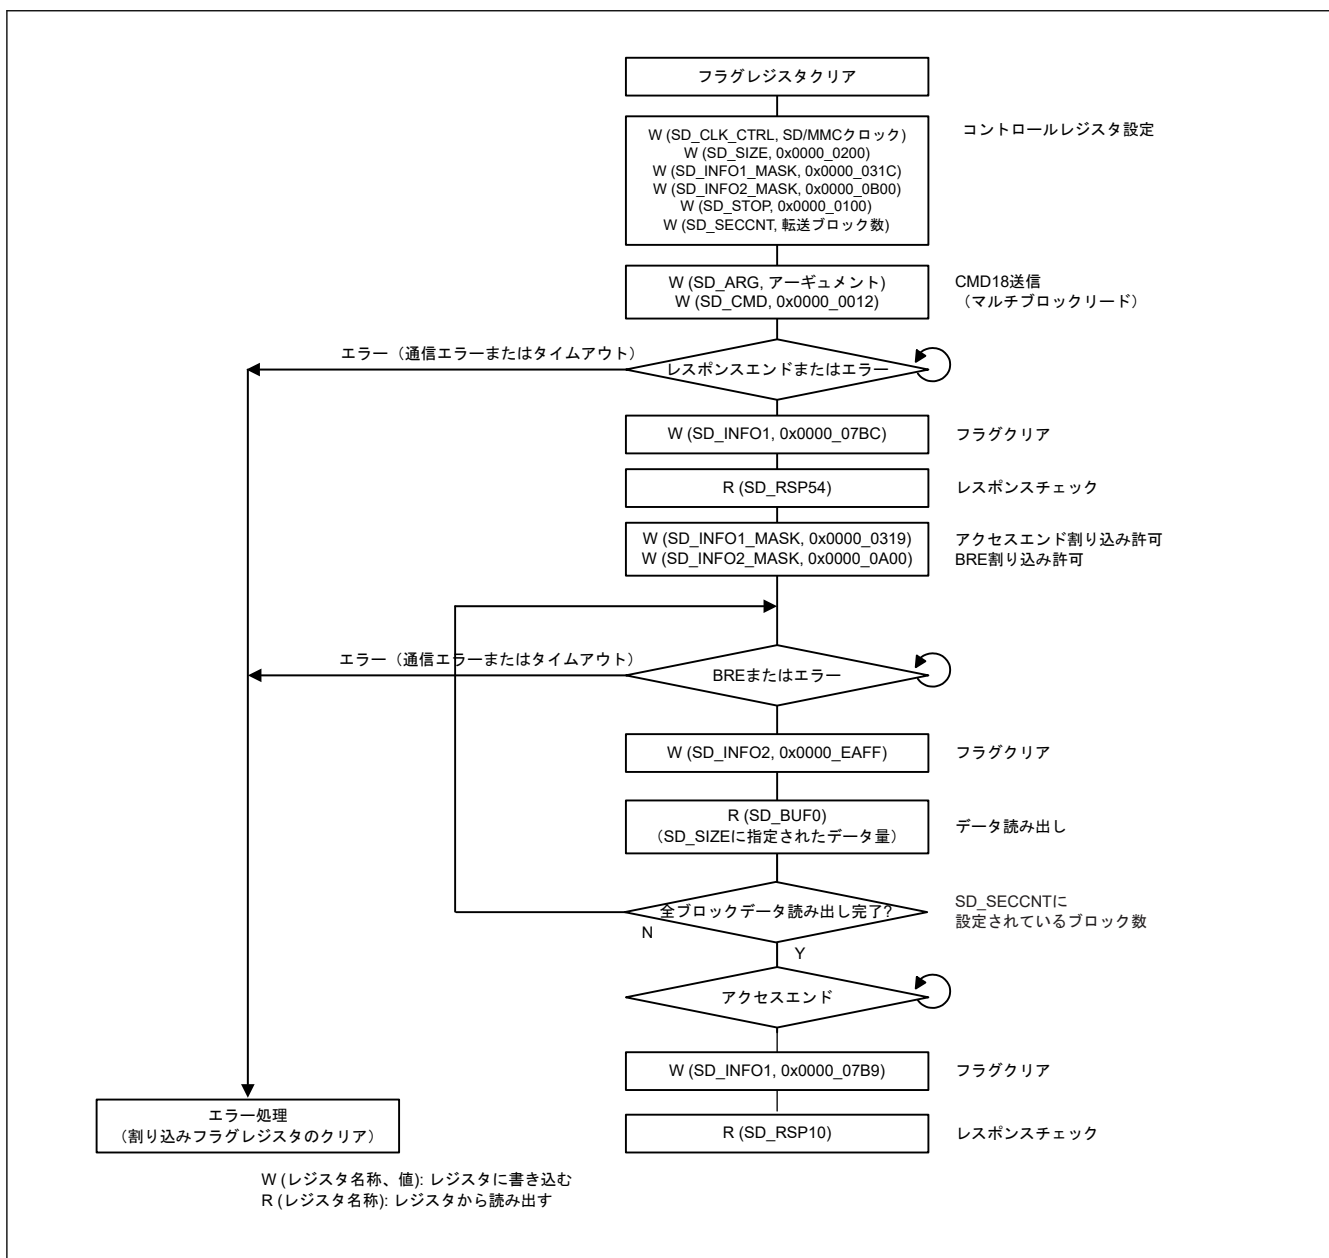 フラグレジスタクリア
W (SD_CLK_CTRL, SD/MMCクロック)
コントロールレジスタ設定
W (SD_SIZE, 0x0000_0200)
W (SD_INFO1_MASK, 0x0000_031C)
W (SD_INFO2_MASK, 0x0000_0B00)
W (SD_STOP, 0x0000_0100)
W (SD_SECCNT, 転送ブロック数)
W (SD_ARG, アーギュメント)
W (SD_CMD, 0x0000_0012)
CMD18送信
（マルチブロックリード）
エラー（通信エラーまたはタイムアウト）
レスポンスエンドまたはエラー
W (SD_INFO1, 0x0000_07BC)
フラグクリア
R (SD_RSP54)
レスポンスチェック
W (SD_INFO1_MASK, 0x0000_0319)
W (SD_INFO2_MASK, 0x0000_0A00)
アクセスエンド割り込み許可
BRE割り込み許可
エラー（通信エラーまたはタイムアウト）
BREまたはエラー
W (SD_INFO2, 0x0000_EAFF)
フラグクリア
R (SD_BUF0)
（SD_SIZEに指定されたデータ量）
データ読み出し
全ブロックデータ読み出し完了?
SD_SECCNTに
設定されているブロック数
N
Y
アクセスエンド
W (SD_INFO1, 0x0000_07B9)
フラグクリア
エラー処理
（割り込みフラグレジスタのクリア）
R (SD_RSP10)
レスポンスチェック
W (レジスタ名称、値): レジスタに書き込む
R (レジスタ名称): レジスタから読み出す